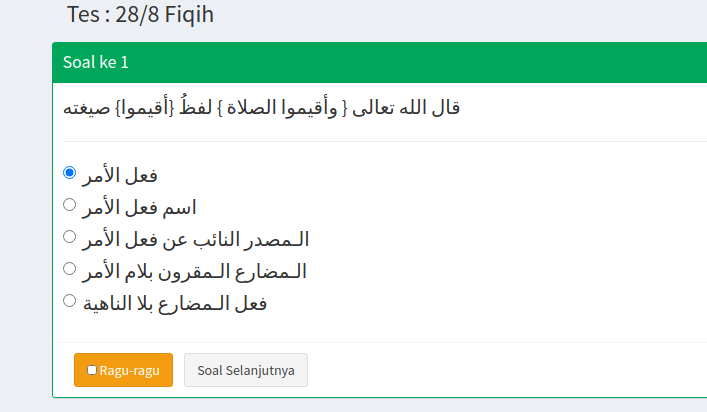 Tes : 28/8 Fiqih
Soal ke 1
قال الله تعالى { وأقيموا الصلاة } لفظُ {أقيموا} صيغته
فعل الأمر
اسم فعل الأمر
الـمصدر النائب عن فعل الأمر
الـمضارع الـمقرون بلام الأمر
فعل الـمضارع بلا الناهية
Ragu-ragu
Soal Selanjutnya